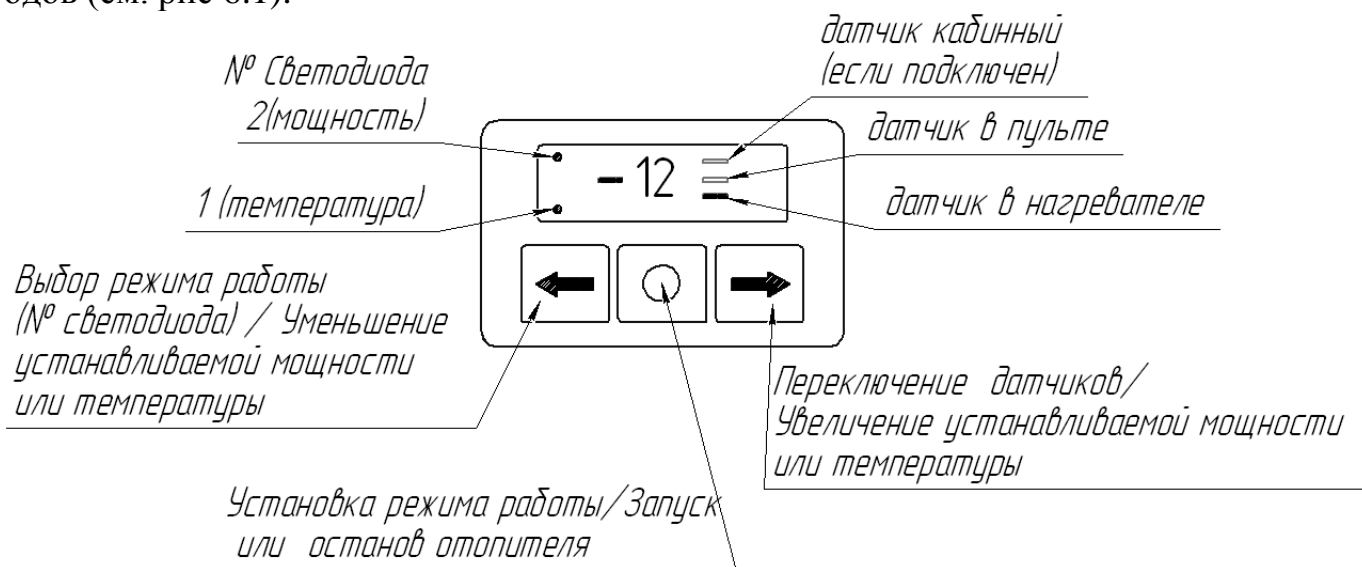 одов (см. рис 6.1).
датчик кабинный
(если подключен)
№ Светодиода
2(мощность)
датчик в пульте
- 12
1 (температура)
датчик в нагревателе
Выбор режима работы
(№ светодиода) / Уменьшение
устанавливаемой мощности
или температуры
Переключение датчиков/
Увеличение устанавливаемой мощности
или температуры
Установка режима работы/Запуск
или останов отопителя